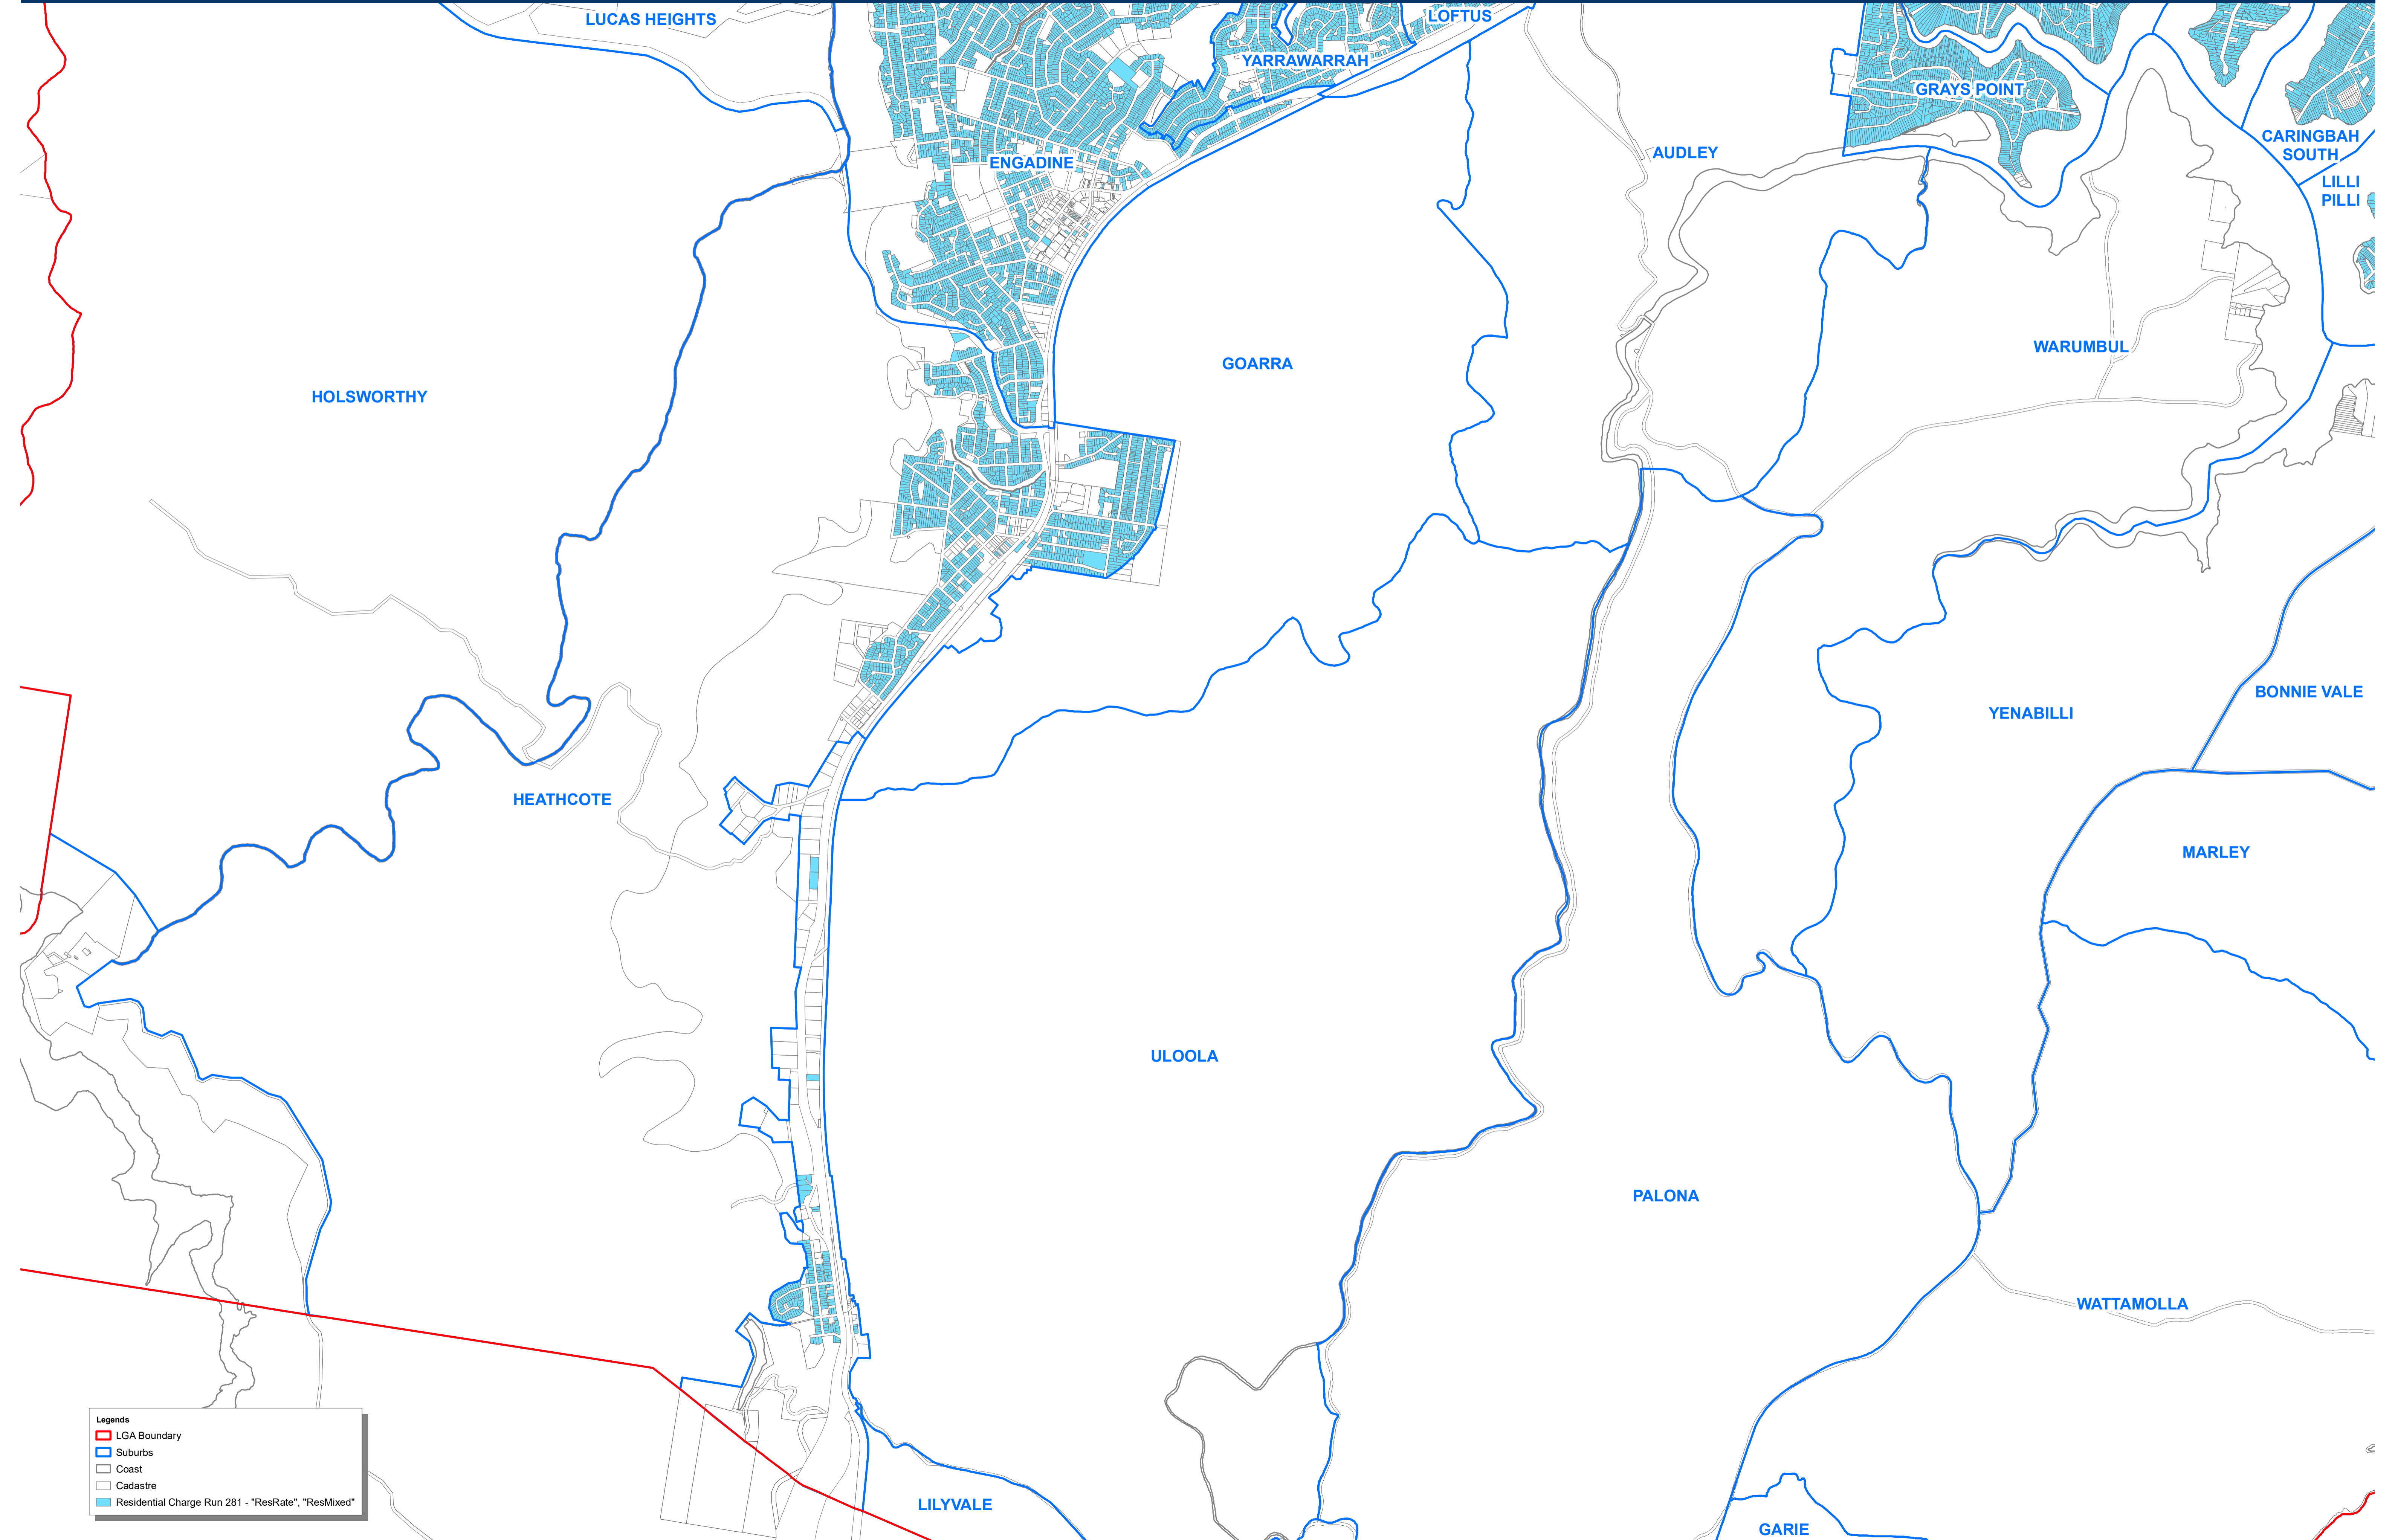 LUCAS HEIGHTS
LOFTUS
YARRAWARRAH
GRAYS POINT
CARINGBAH
SOUTH
AUDLEY
ENGADINE
LILLI
PILLI
WARUMBUL
GOARRA
HOLSWORTHY
BONNIE VALE
YENABILLI
HEATHCOTE
MARLEY
ULOOLA
PALONA
WATTAMOLLA
LILYVALE
GARIE
Legends
LGA Boundary
Suburbs
Coast
Cadastre
Residential Charge Run 281 - "ResRate", "ResMixed"